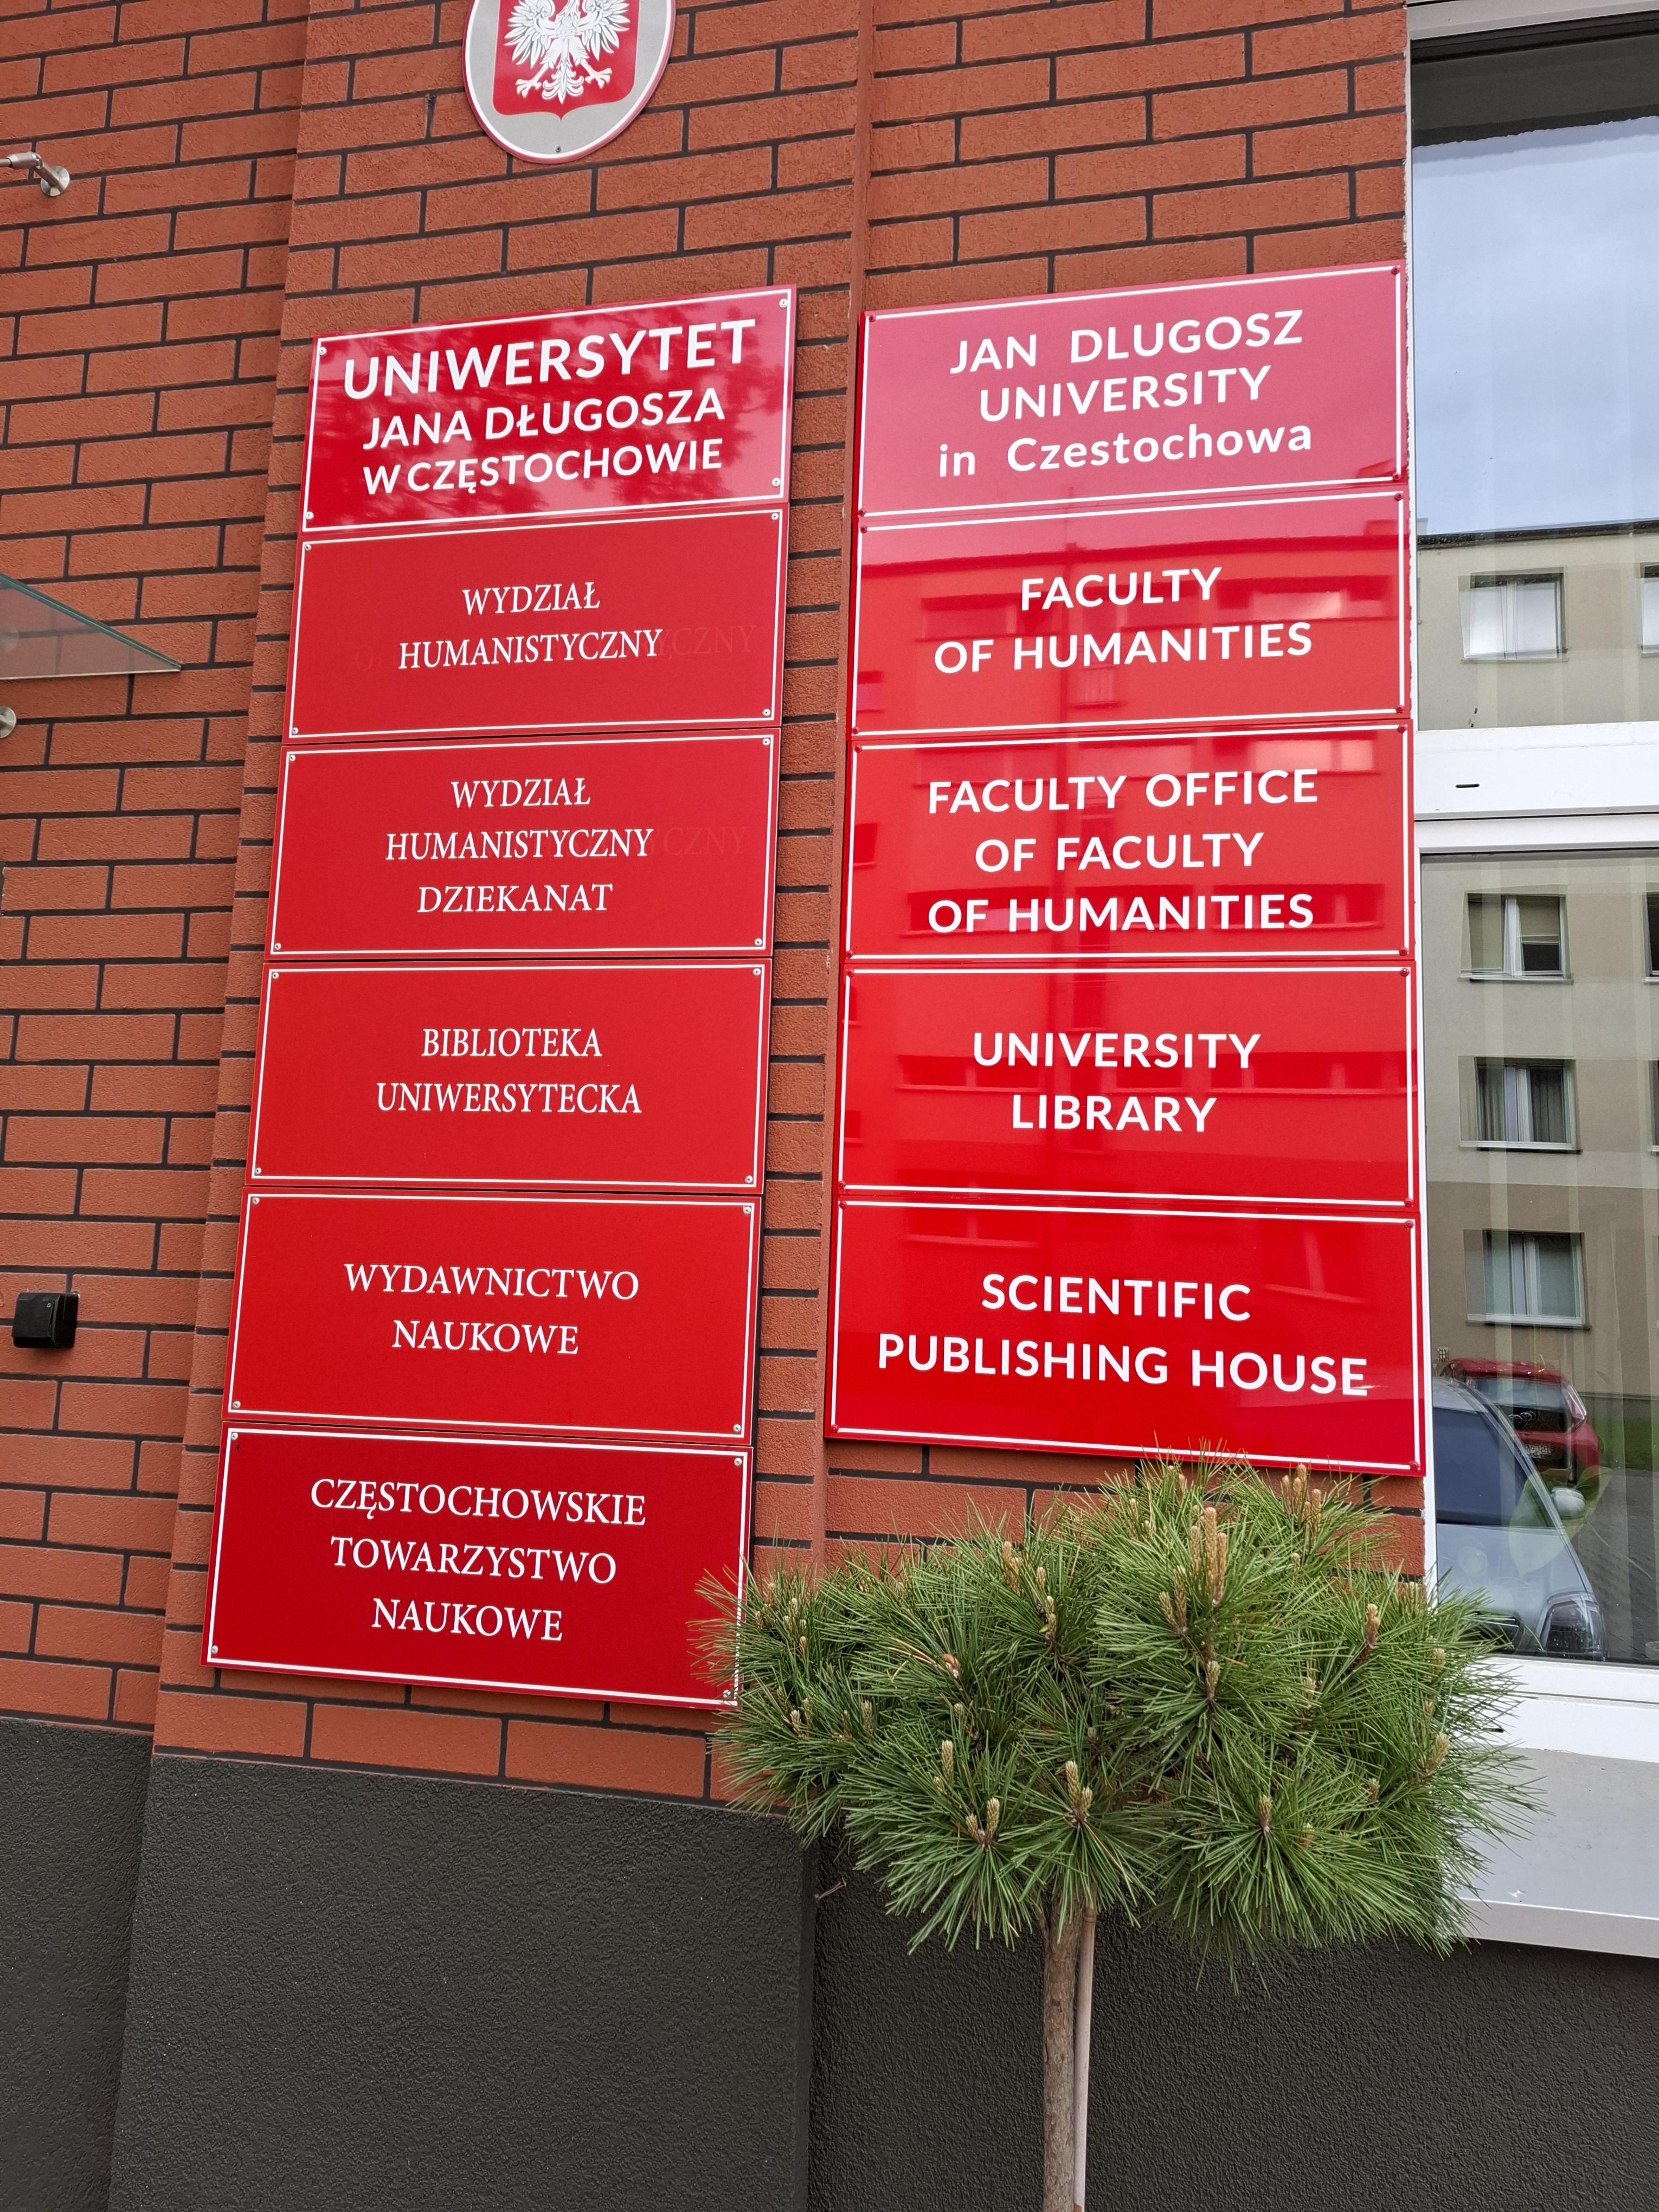 UNIWERSYTET
JANA DŁUGOSZA
W CZĘSTOCHOWIE
WYDZIAŁ
HUMANISTYCZNY
WYDZIAŁ
HUMANISTYCZNY
DZIEKANAT
BIBLIOTEKA
UNIWERSYTECKA
WYDAWNICTWO
NAUKOWE
CZĘSTOCHOWSKIE
TOWARZYSTWO
NAUKOWE
JAN DLUGOSZ
UNIVERSITY
in Czestochowa
FACULTY
OF HUMANITIES
FACULTY OFFICE
OF FACULTY
OF HUMANITIES
UNIVERSITY
LIBRARY
SCIENTIFIC
PUBLISHING HOUSE